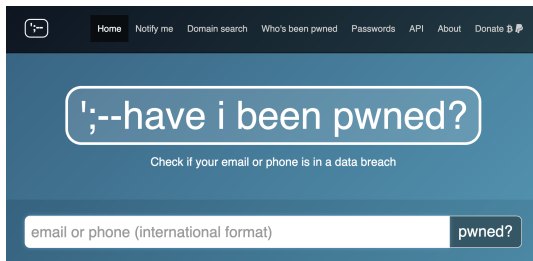 ';--
Home Notify me Domain search Who's been pwned Passwords API About Donate ₿
';--have i been pwned?
Check if your email or phone is in a data breach
email or phone (international format) pwned?